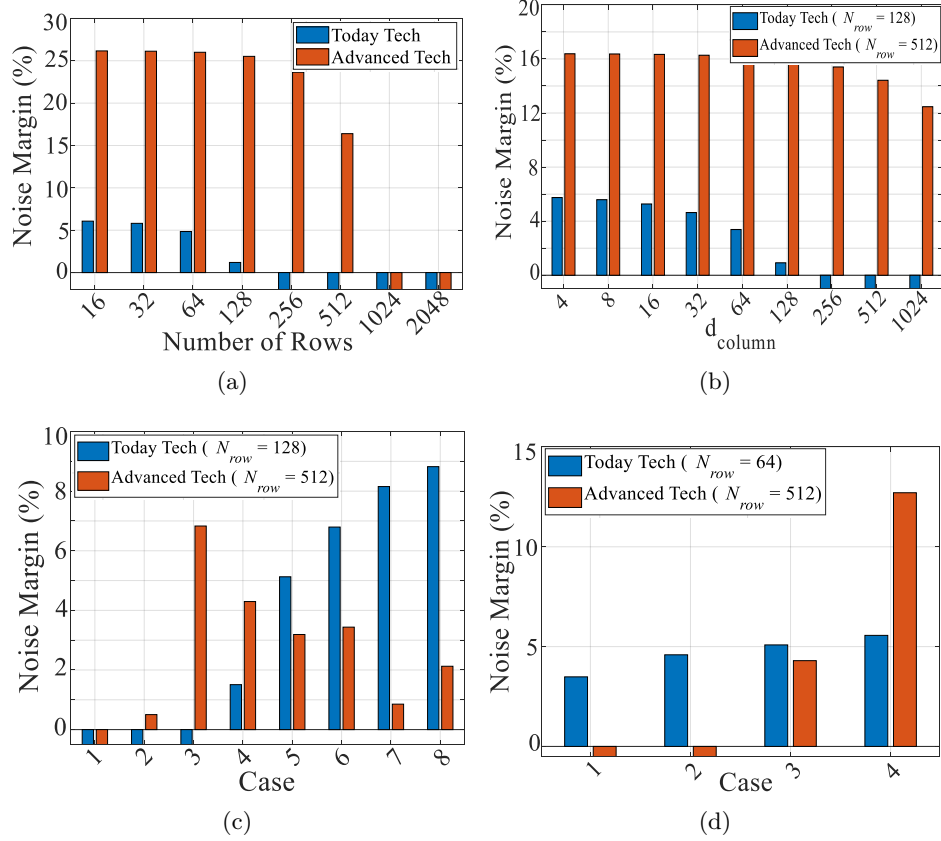 30
25
20
15
10
5
0
Noise Margin (%)
Today Tech
Advanced Tech
16 32 64 128 256 512 1024 2048
Number of Rows
(a)
20
16
12
8
4
0
Noise Margin (%)
Today Tech ( N_row = 128)
Advanced Tech ( N_row = 512)
4 8 16 32 64 128 256 512 1024
d_column
(b)
10
8
6
4
2
0
Noise Margin (%)
Today Tech ( N_row = 128)
Advanced Tech ( N_row = 512)
1 2 3 4 5 6 7 8
Case
(c)
15
10
5
0
Noise Margin (%)
Today Tech ( N_row = 64)
Advanced Tech ( N_row = 512)
1 2 3 4
Case
(d)